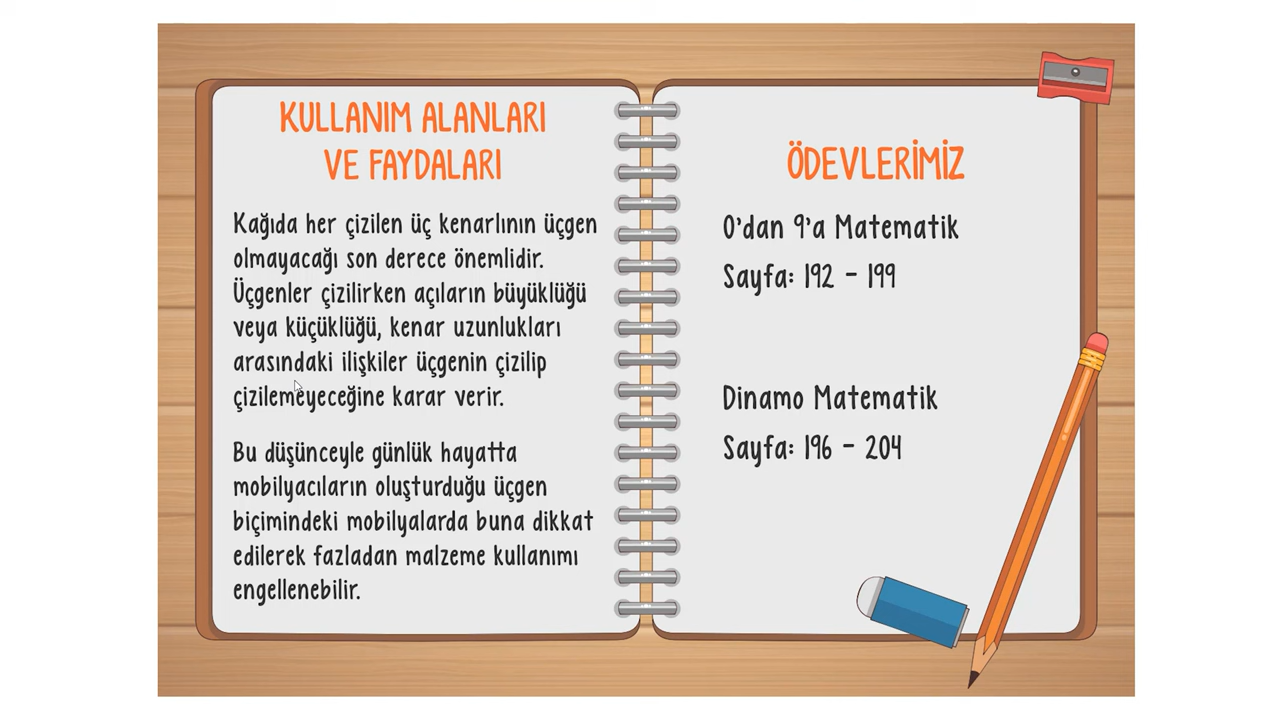 KULLANIM ALANLARI
VE FAYDALARI
Kağıda her çizilen üç kenarlının üçgen
olmayacağı son derece önemlidir.
Üçgenler çizilirken açıların büyüklüğü
veya küçüklüğü, kenar uzunlukları
arasındaki ilişkiler üçgenin çizilip
çizilemeyeceğine karar verir.
Bu düşünceyle günlük hayatta
mobilyacıların oluşturduğu üçgen
biçimindeki mobilyalarda buna dikkat
edilerek fazladan malzeme kullanımı
engellenebilir.
ÖDEVLERİMİZ
0'dan 9'a Matematik
Sayfa: 192 - 199
Dinamo Matematik
Sayfa: 196 - 204